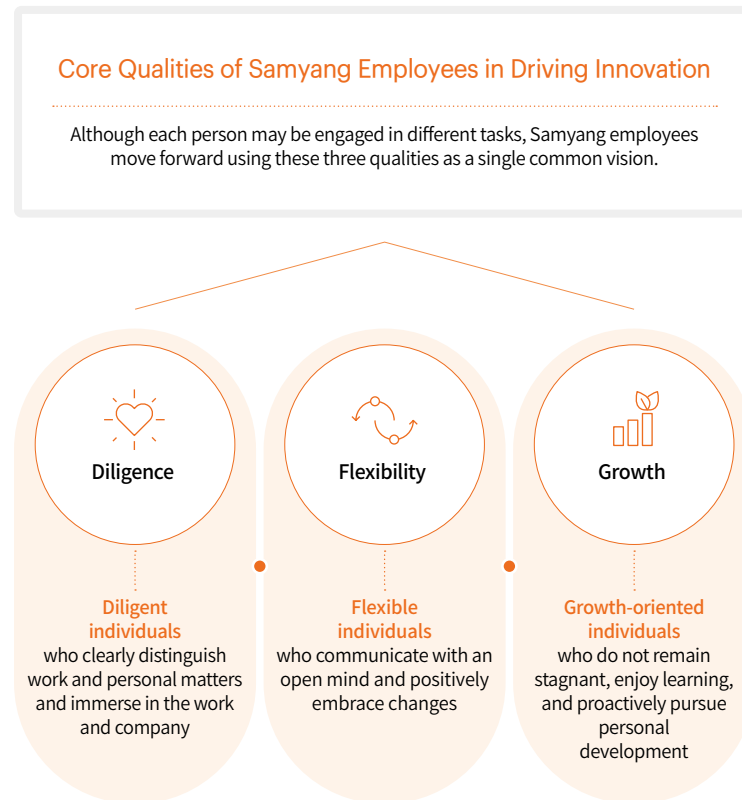 Core Qualities of Samyang Employees in Driving Innovation
Although each person may be engaged in different tasks, Samyang employees
move forward using these three qualities as a single common vision.
Diligence
Diligent
individuals
who clearly distinguish
work and personal matters
and immerse in the work
and company
Flexibility
Flexible
individuals
who communicate with an
open mind and positively
embrace changes
Growth
Growth-oriented
individuals
who do not remain
stagnant, enjoy learning,
and proactively pursue
personal
development